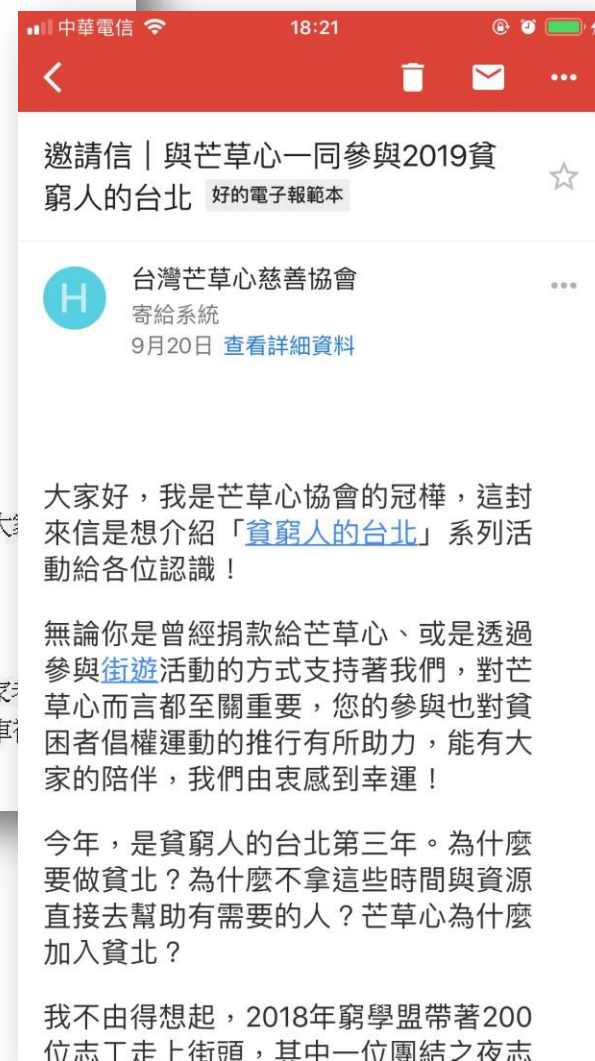 中華電信 18:21
邀請信｜與芒草心一同參與2019貧
窮人的台北 好的電子報範本
H
台灣芒草心慈善協會
寄給系統
9月20日 查看詳細資料
大家好，我是芒草心協會的冠樺，這封
來信是想介紹「貧窮人的台北」系列活
動給各位認識！
無論你是曾經捐款給芒草心、或是透過
參與街遊活動的方式支持著我們，對芒
草心而言都至關重要，您的參與也對貧
困者倡權運動的推行有所助力，能有大
家的陪伴，我們由衷感到幸運！
今年，是貧窮人的台北第三年。為什麼
要做貧北？為什麼不拿這些時間與資源
直接去幫助有需要的人？芒草心為什麼
加入貧北？
我不由得想起，2018年窮學盟帶著200
位志工走上街頭，其中一位團結之夜志